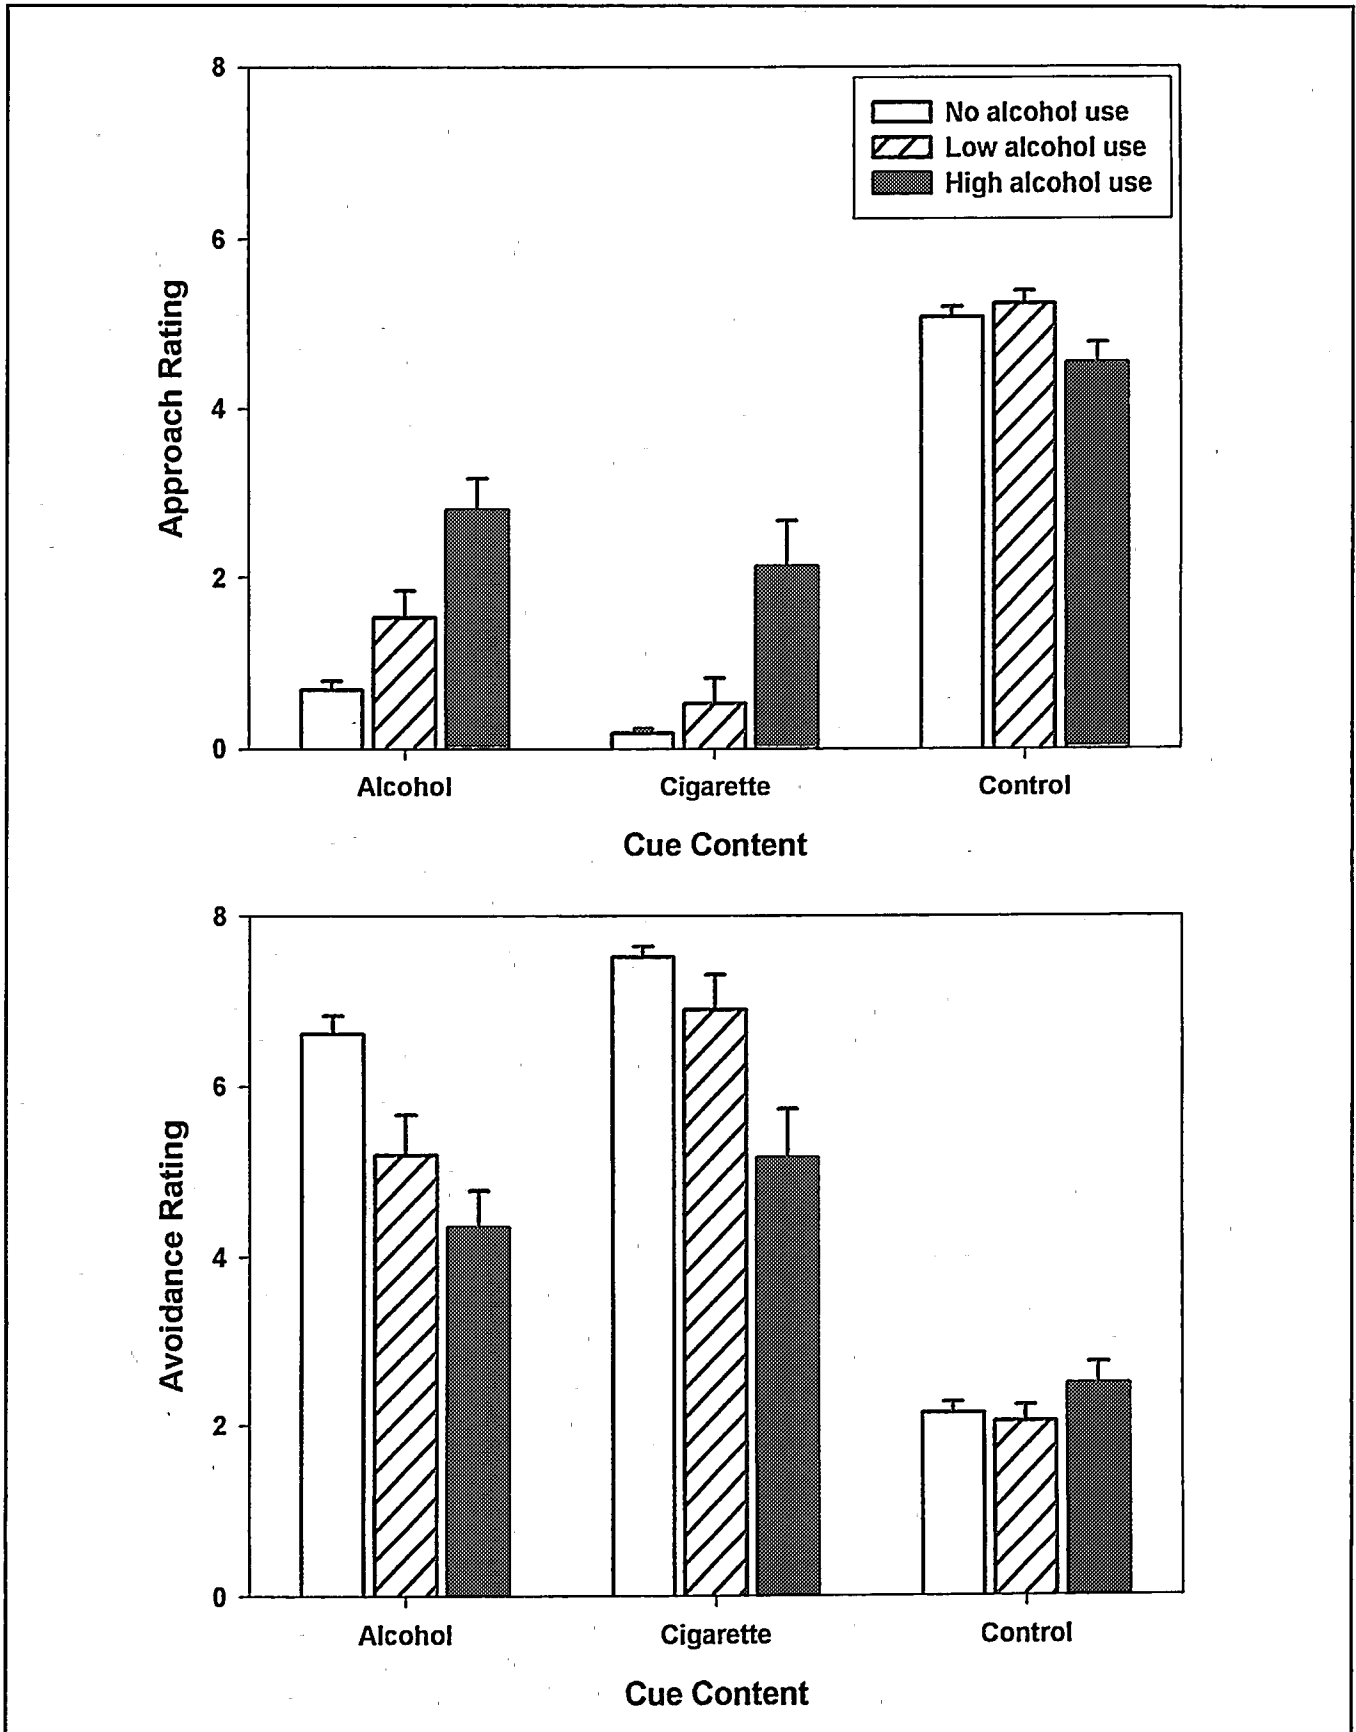 8
No alcohol use
Low alcohol use
High alcohol use
6
Approach Rating
4
2
0
Alcohol Cigarette Control
Cue Content
8
6
Avoidance Rating
4
2
0
Alcohol Cigarette Control
Cue Content